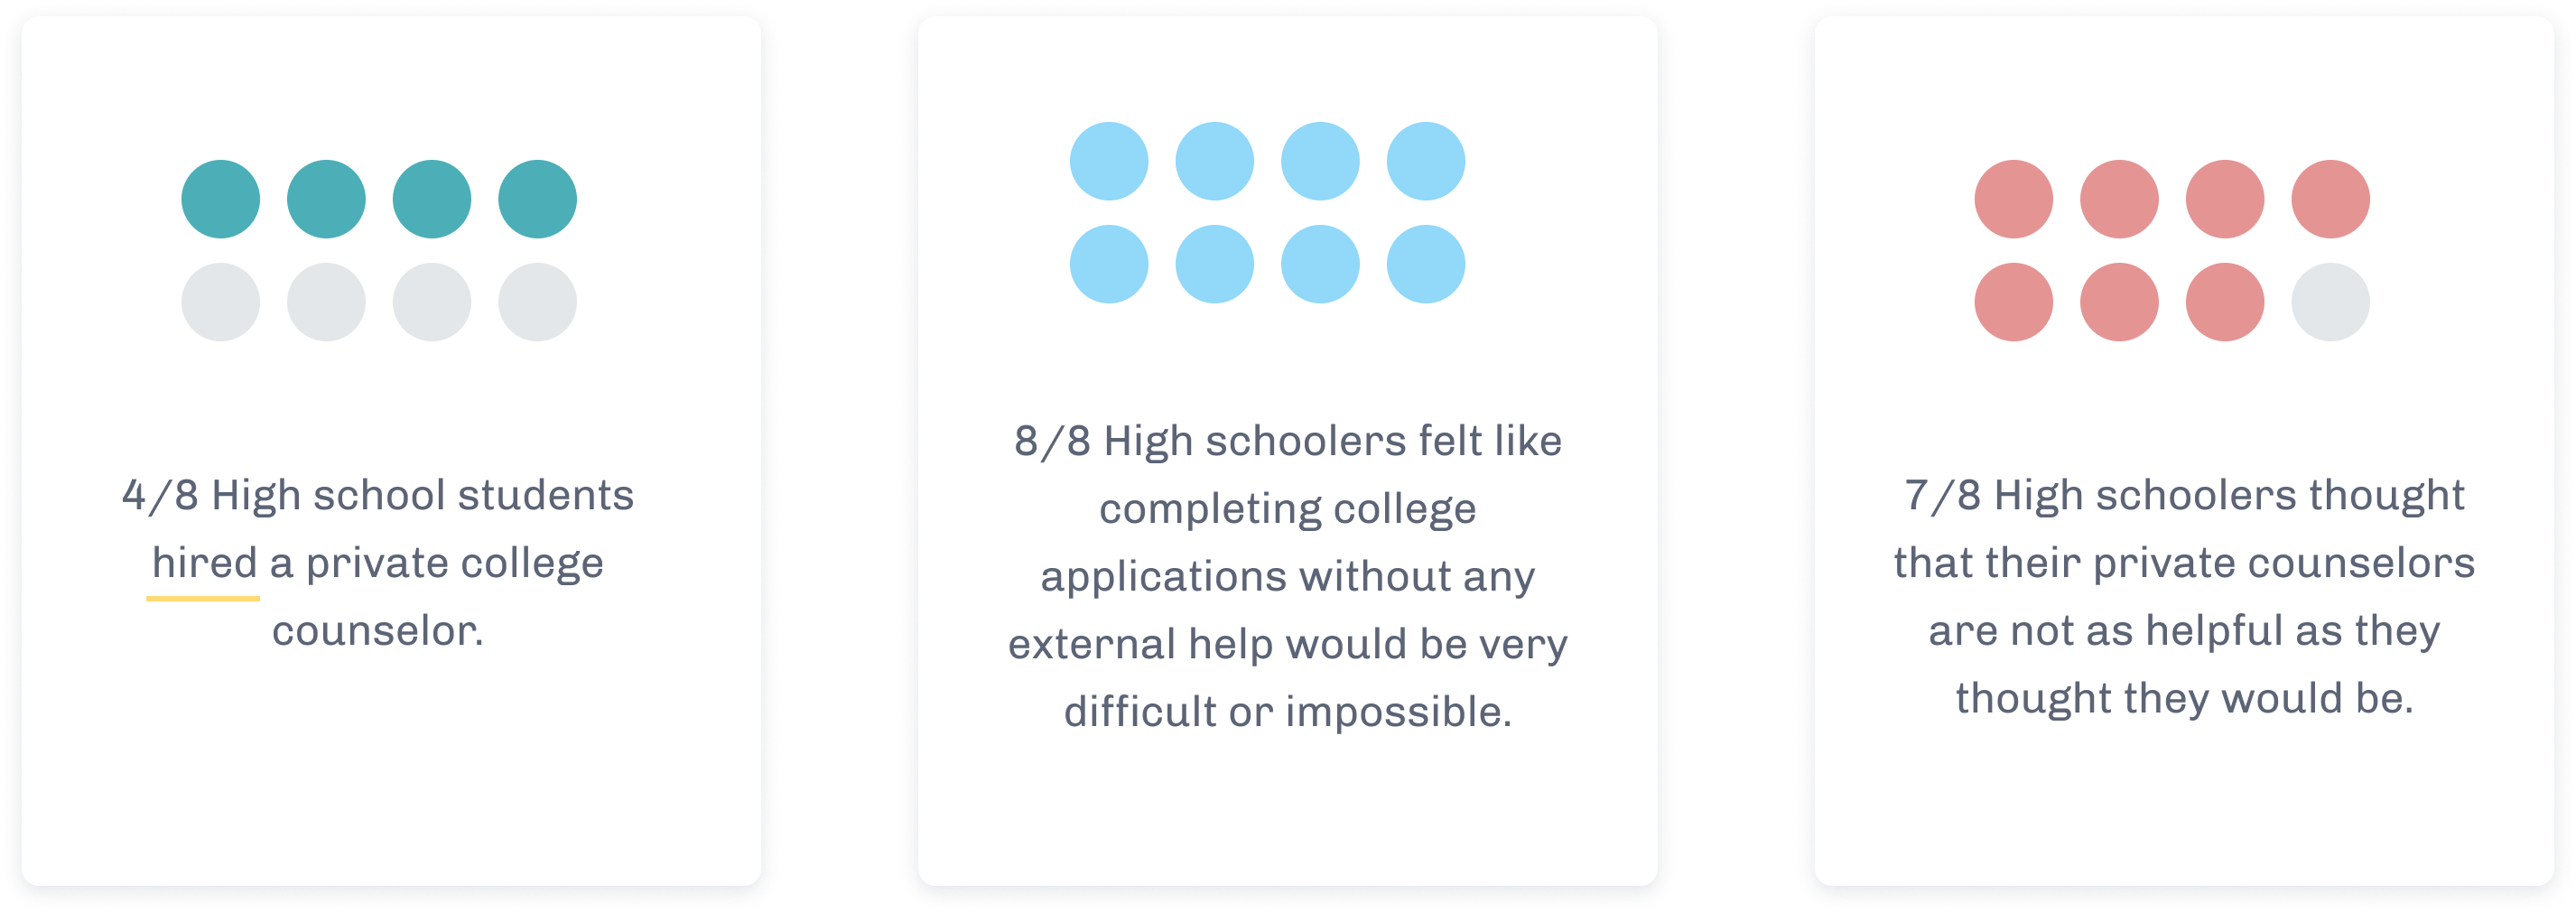 4/8 High school students
hired a private college
counselor.
8/8 High schoolers felt like
completing college
applications without any
external help would be very
difficult or impossible.
7/8 High schoolers thought
that their private counselors
are not as helpful as they
thought they would be.